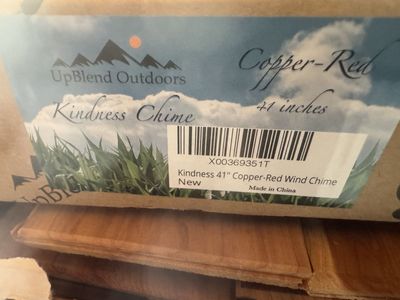 UpBlend Outdoors
Copper-Red
Kindness Chime
41 inches
X00369351T
Kindness 41" Copper-Red Wind Chime
New
Made in China
UpBlen